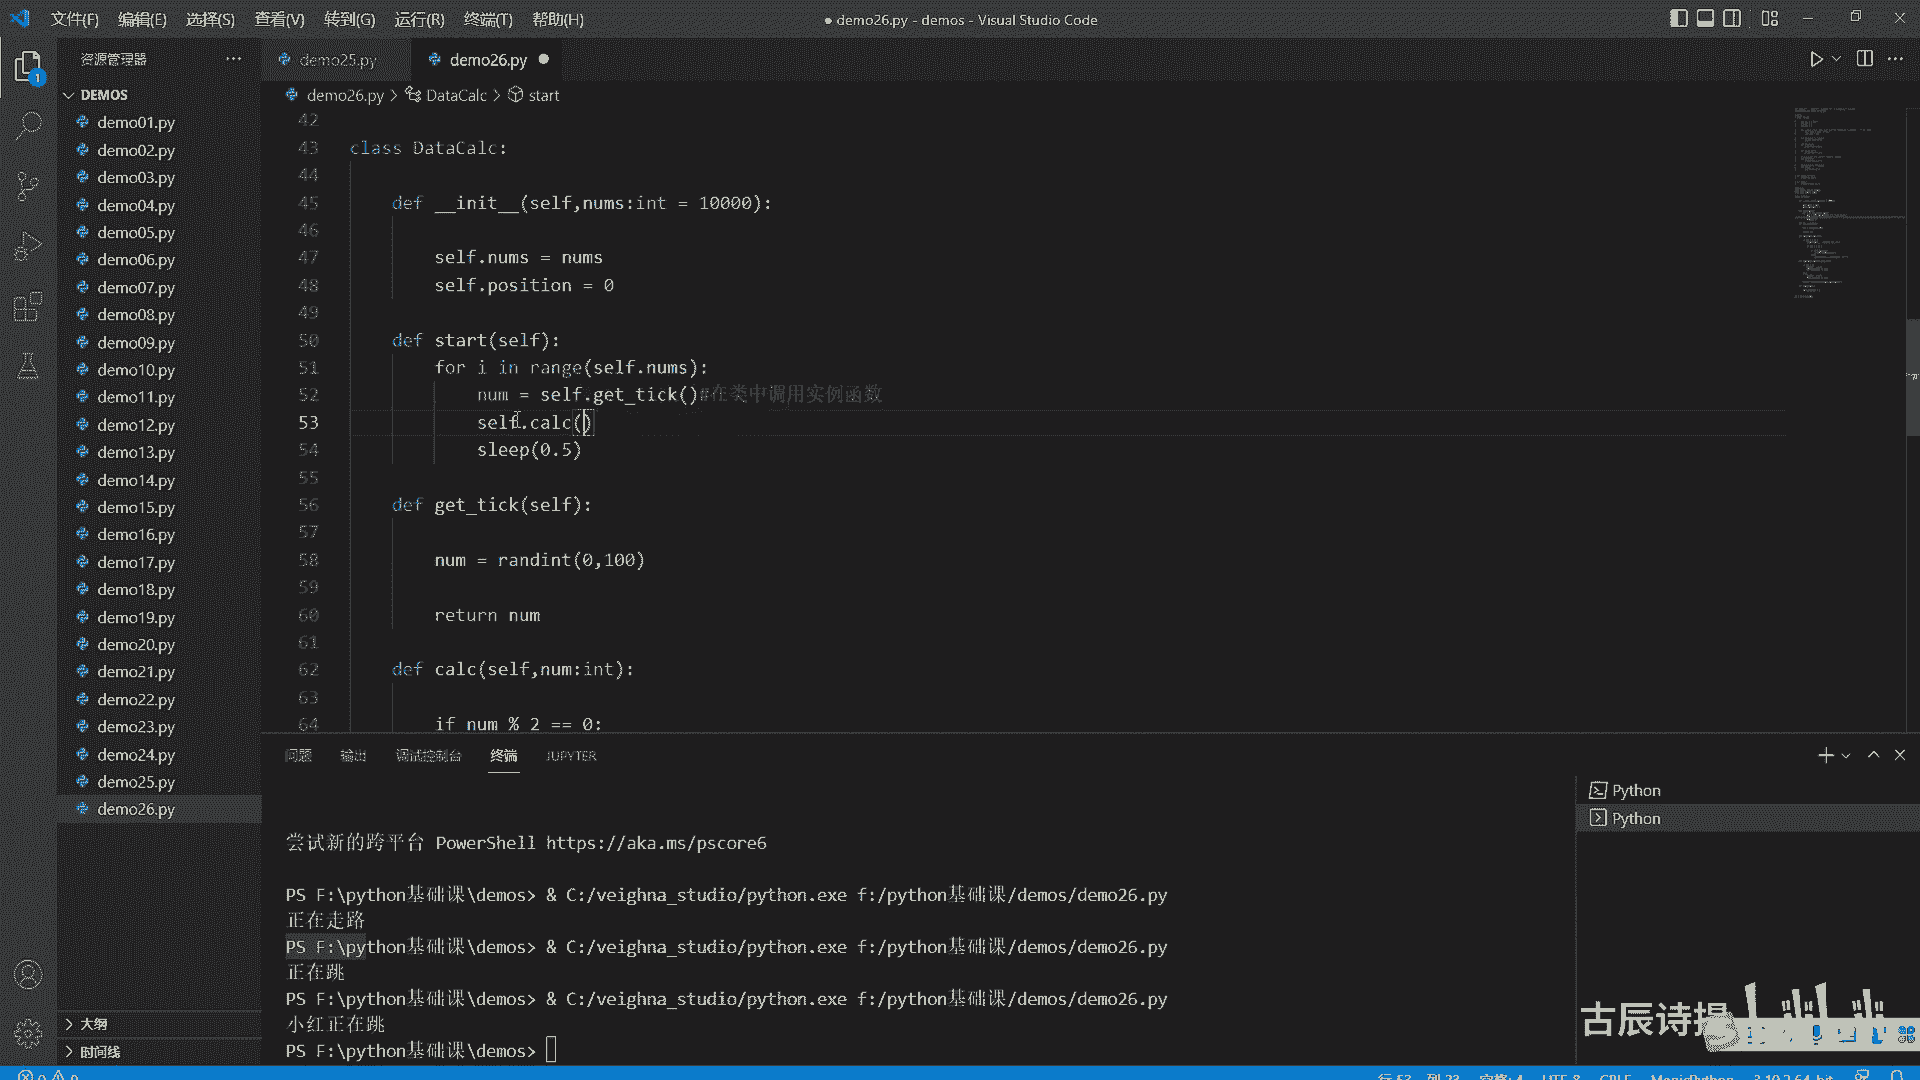 文件(F) 编辑(E) 选择(S) 查看(V) 转到(G) 运行(R) 终端(T) 帮助(H)
● demo26.py - demos - Visual Studio Code
资源管理器
demo25.py
demo26.py
DEMOS
demo26.py > DataCalc > start
demo01.py
demo02.py
demo03.py
demo04.py
demo05.py
demo06.py
demo07.py
demo08.py
demo09.py
demo10.py
demo11.py
demo12.py
demo13.py
demo14.py
demo15.py
demo16.py
demo17.py
demo18.py
demo19.py
demo20.py
demo21.py
demo22.py
demo23.py
demo24.py
demo25.py
demo26.py
大纲
时间线
1
42
43 class DataCalc:
44
45 def __init__(self,nums:int = 10000):
46
47 self.nums = nums
48 self.position = 0
49
50 def start(self):
51 for i in range(self.nums):
52 num = self.get_tick()#在类中调用实例函数
53 self.calc()
54 sleep(0.5)
55
56 def get_tick(self):
57
58 num = randint(0,100)
59
60 return num
61
62 def calc(self,num:int):
63
64 if num % 2 == 0:
问题 输出 调试控制台 终端 JUPYTER
Python
Python
尝试新的跨平台 PowerShell https://aka.ms/pscore6
PS F:\python基础课\demos> & C:/veighna_studio/python.exe f:/python基础课/demos/demo26.py
正在走路
PS F:\python基础课\demos> & C:/veighna_studio/python.exe f:/python基础课/demos/demo26.py
正在跳
PS F:\python基础课\demos> & C:/veighna_studio/python.exe f:/python基础课/demos/demo26.py
小红正在跳
PS F:\python基础课\demos>
古辰诗提